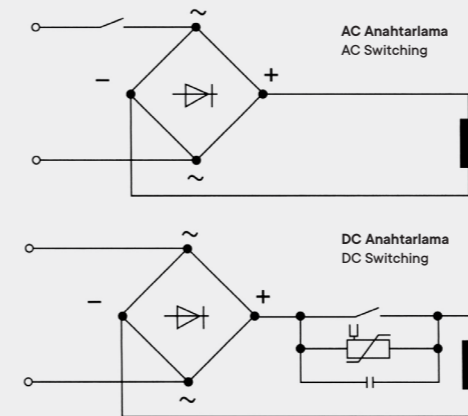 ~
AC Anahtarlama
AC Switching
−
+
~
~
DC Anahtarlama
DC Switching
−
+
U
~